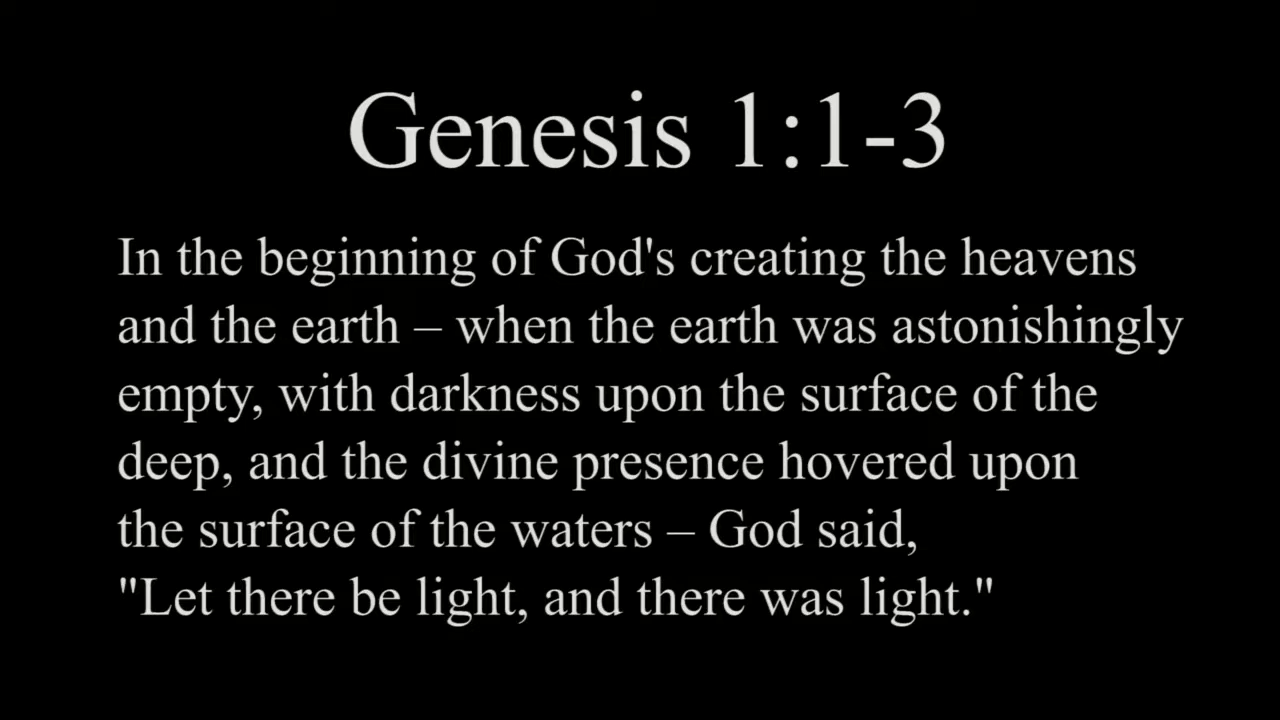 Genesis 1:1-3
In the beginning of God's creating the heavens
and the earth – when the earth was astonishingly
empty, with darkness upon the surface of the
deep, and the divine presence hovered upon
the surface of the waters – God said,
"Let there be light, and there was light."